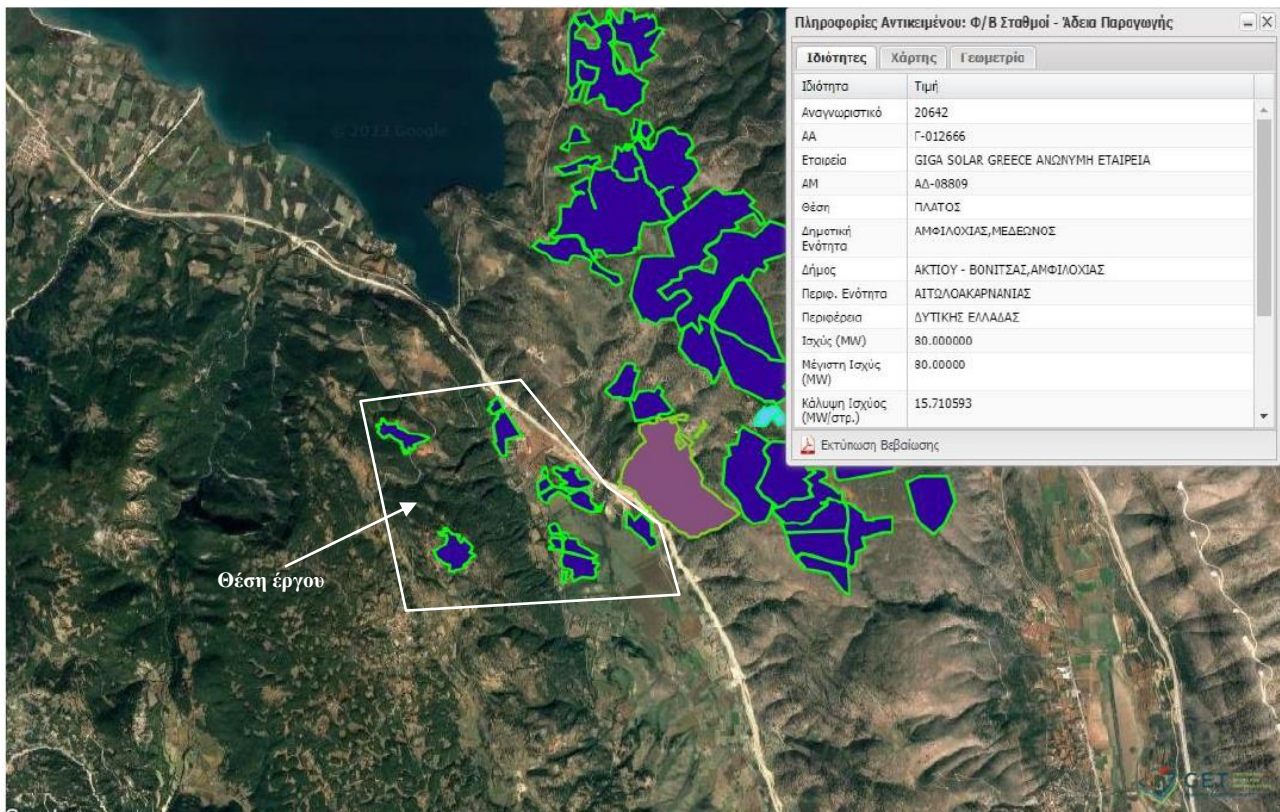 Πληροφορίες Αντικειμένου: Φ/Β Σταθμοί - Άδεια Παραγωγής
Ιδιότητες Χάρτης Γεωμετρία
Ιδιότητα Τιμή
Αναγνωριστικό 20642
ΑΑ Γ-012666
Εταιρεία GIGA SOLAR GREECE ΑΝΩΝΥΜΗ ΕΤΑΙΡΕΙΑ
ΑΜ ΑΔ-08809
Θέση ΠΛΑΤΟΣ
Δημοτική
Ενότητα ΑΜΦΙΛΟΧΙΑΣ,ΜΕΔΕΩΝΟΣ
Δήμος ΑΚΤΙΟΥ - ΒΟΝΙΤΣΑΣ,ΑΜΦΙΛΟΧΙΑΣ
Περιφ. Ενότητα ΑΙΤΩΛΟΑΚΑΡΝΑΝΙΑΣ
Περιφέρεια ΔΥΤΙΚΗΣ ΕΛΛΑΔΑΣ
Ισχύς (MW) 80.000000
Μέγιστη Ισχύς
(MW) 80.00000
Κάλυψη Ισχύος
(MW/στρ.) 15.710593
Εκτύπωση Βεβαίωσης
© 2023 Google
Θέση έργου